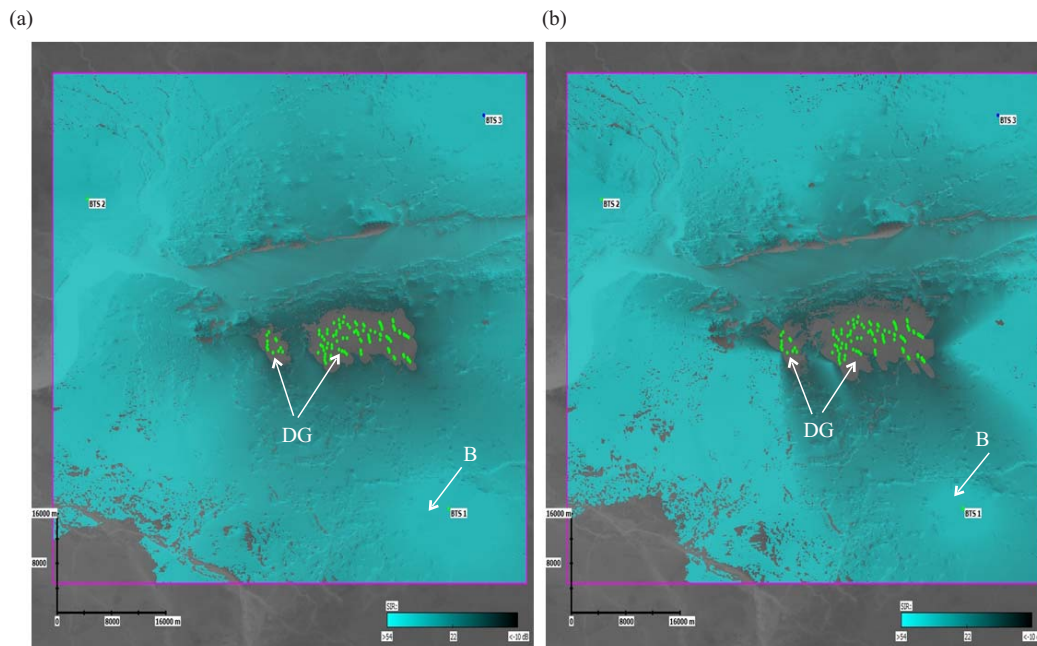 (a)
BTS 3
BTS 2
DG
B
BTS 1
16000 m
8000
0
8000
16000 m
SIR:
>54
22
<-10 dB
(b)
BTS 3
BTS 2
DG
B
BTS 1
16000 m
8000
0
8000
16000 m
SIR:
>54
22